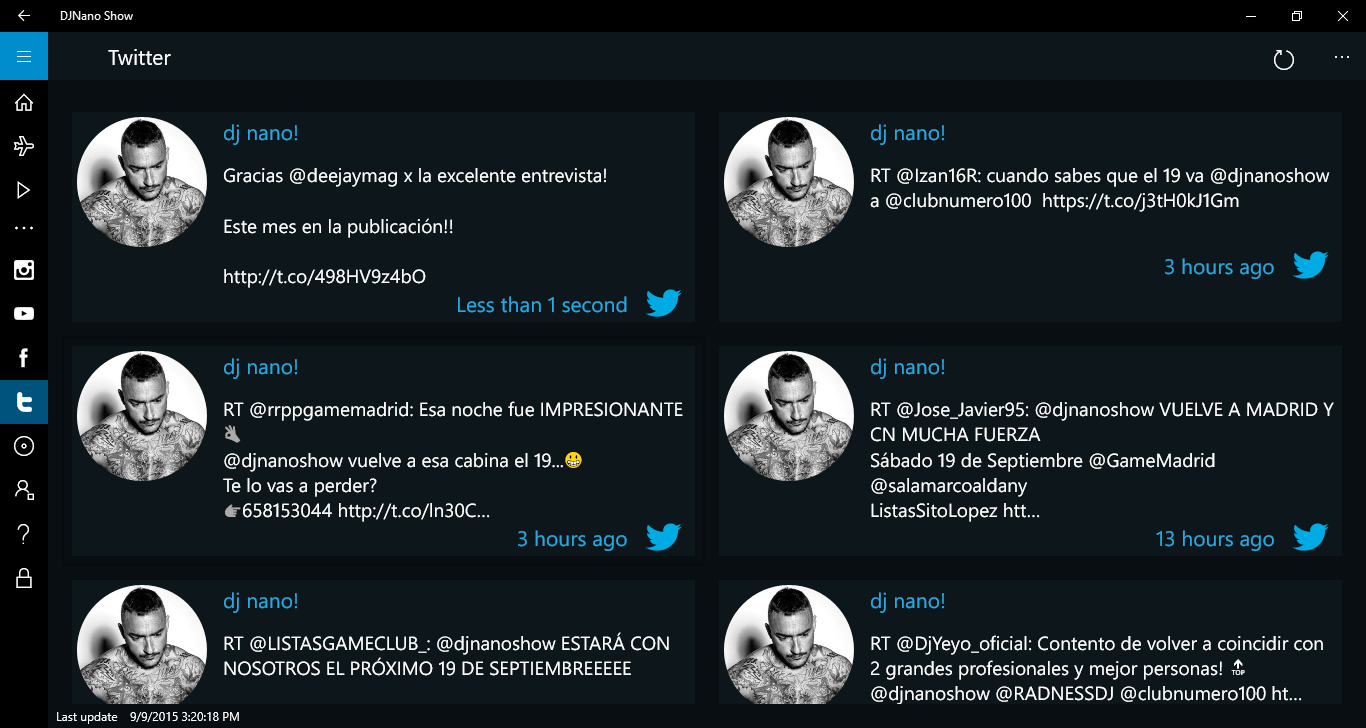 DJNano Show
Twitter
dj nano!
Gracias @deejaymag x la excelente entrevista!
Este mes en la publicación!!
http://t.co/498HV9z4bO
Less than 1 second
dj nano!
RT @Izan16R: cuando sabes que el 19 va @djnanoshow
a @clubnumero100 https://t.co/j3tH0kJ1Gm
3 hours ago
dj nano!
RT @rrppgamemadrid: Esa noche fue IMPRESIONANTE
👌
@djnanoshow vuelve a esa cabina el 19...😀
Te lo vas a perder?
👉658153044 http://t.co/ln30C...
3 hours ago
dj nano!
RT @Jose_Javier95: @djnanoshow VUELVE A MADRID Y
CN MUCHA FUERZA
Sábado 19 de Septiembre @GameMadrid
@salamarcoaldany
ListasSitoLopez htt...
13 hours ago
dj nano!
RT @LISTASGAMECLUB_: @djnanoshow ESTARÁ CON
NOSOTROS EL PRÓXIMO 19 DE SEPTIEMBREEEEE
dj nano!
RT @DjYeyo_oficial: Contento de volver a coincidir con
2 grandes profesionales y mejor personas! 🔝
@djnanoshow @RADNESSDJ @clubnumero100 ht...
Last update 9/9/2015 3:20:18 PM